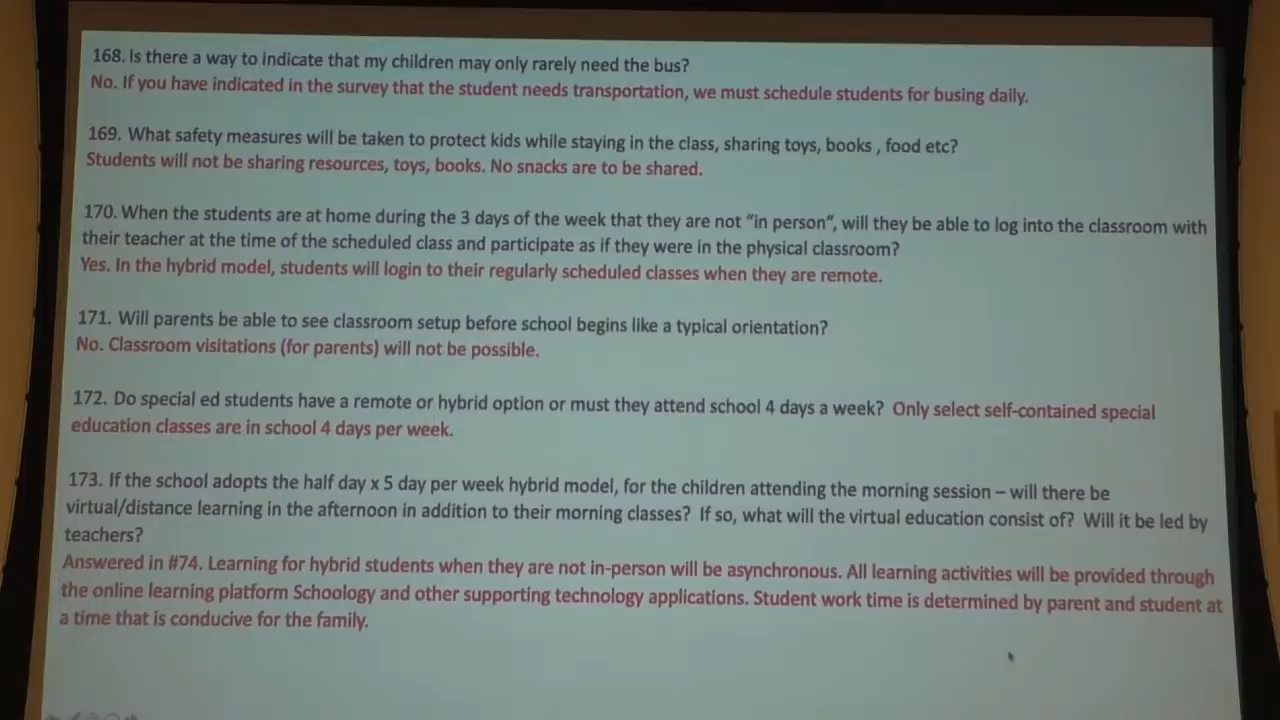 168. Is there a way to indicate that my children may only rarely need the bus?
No. If you have indicated in the survey that the student needs transportation, we must schedule students for busing daily.
169. What safety measures will be taken to protect kids while staying in the class, sharing toys, books , food etc?
Students will not be sharing resources, toys, books. No snacks are to be shared.
170. When the students are at home during the 3 days of the week that they are not “in person”, will they be able to log into the classroom with
their teacher at the time of the scheduled class and participate as if they were in the physical classroom?
Yes. In the hybrid model, students will login to their regularly scheduled classes when they are remote.
171. Will parents be able to see classroom setup before school begins like a typical orientation?
No. Classroom visitations (for parents) will not be possible.
172. Do special ed students have a remote or hybrid option or must they attend school 4 days a week? Only select self-contained special
education classes are in school 4 days per week.
173. If the school adopts the half day x 5 day per week hybrid model, for the children attending the morning session – will there be
virtual/distance learning in the afternoon in addition to their morning classes? If so, what will the virtual education consist of? Will it be led by
teachers?
Answered in #74. Learning for hybrid students when they are not in-person will be asynchronous. All learning activities will be provided through
the online learning platform Schoology and other supporting technology applications. Student work time is determined by parent and student at
a time that is conducive for the family.